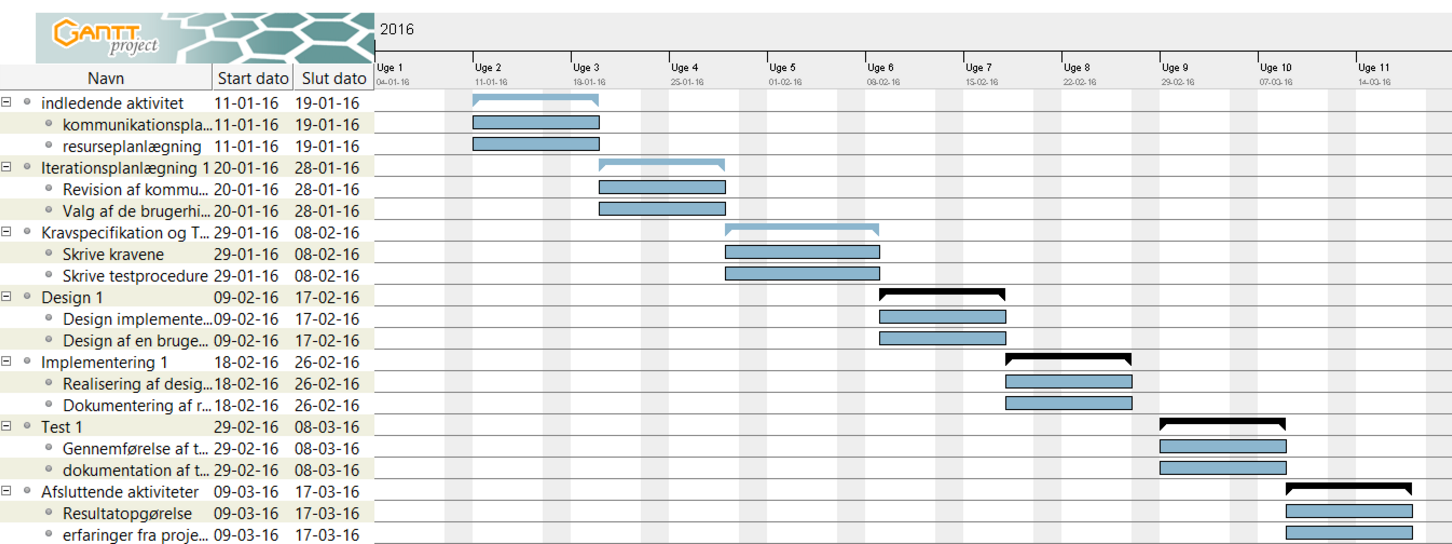 GANTT
project
2016
Uge 1 Uge 2 Uge 3 Uge 4 Uge 5 Uge 6 Uge 7 Uge 8 Uge 9 Uge 10 Uge 11
04-01-16 11-01-16 18-01-16 25-01-16 01-02-16 08-02-16 15-02-16 22-02-16 29-02-16 07-03-16 14-03-16
Navn Start dato Slut dato
indledende aktivitet 11-01-16 19-01-16
kommunikationspla... 11-01-16 19-01-16
resurseplanlægning 11-01-16 19-01-16
Iterationsplanlægning 1 20-01-16 28-01-16
Revision af kommu... 20-01-16 28-01-16
Valg af de brugerhi... 20-01-16 28-01-16
Kravspecifikation og T... 29-01-16 08-02-16
Skrive kravene 29-01-16 08-02-16
Skrive testprocedure 29-01-16 08-02-16
Design 1 09-02-16 17-02-16
Design implemente... 09-02-16 17-02-16
Design af en bruge... 09-02-16 17-02-16
Implementering 1 18-02-16 26-02-16
Realisering af desig... 18-02-16 26-02-16
Dokumentering af r... 18-02-16 26-02-16
Test 1 29-02-16 08-03-16
Gennemførelse af t... 29-02-16 08-03-16
dokumentation af t... 29-02-16 08-03-16
Afsluttende aktiviteter 09-03-16 17-03-16
Resultatopgørelse 09-03-16 17-03-16
erfaringer fra proje... 09-03-16 17-03-16